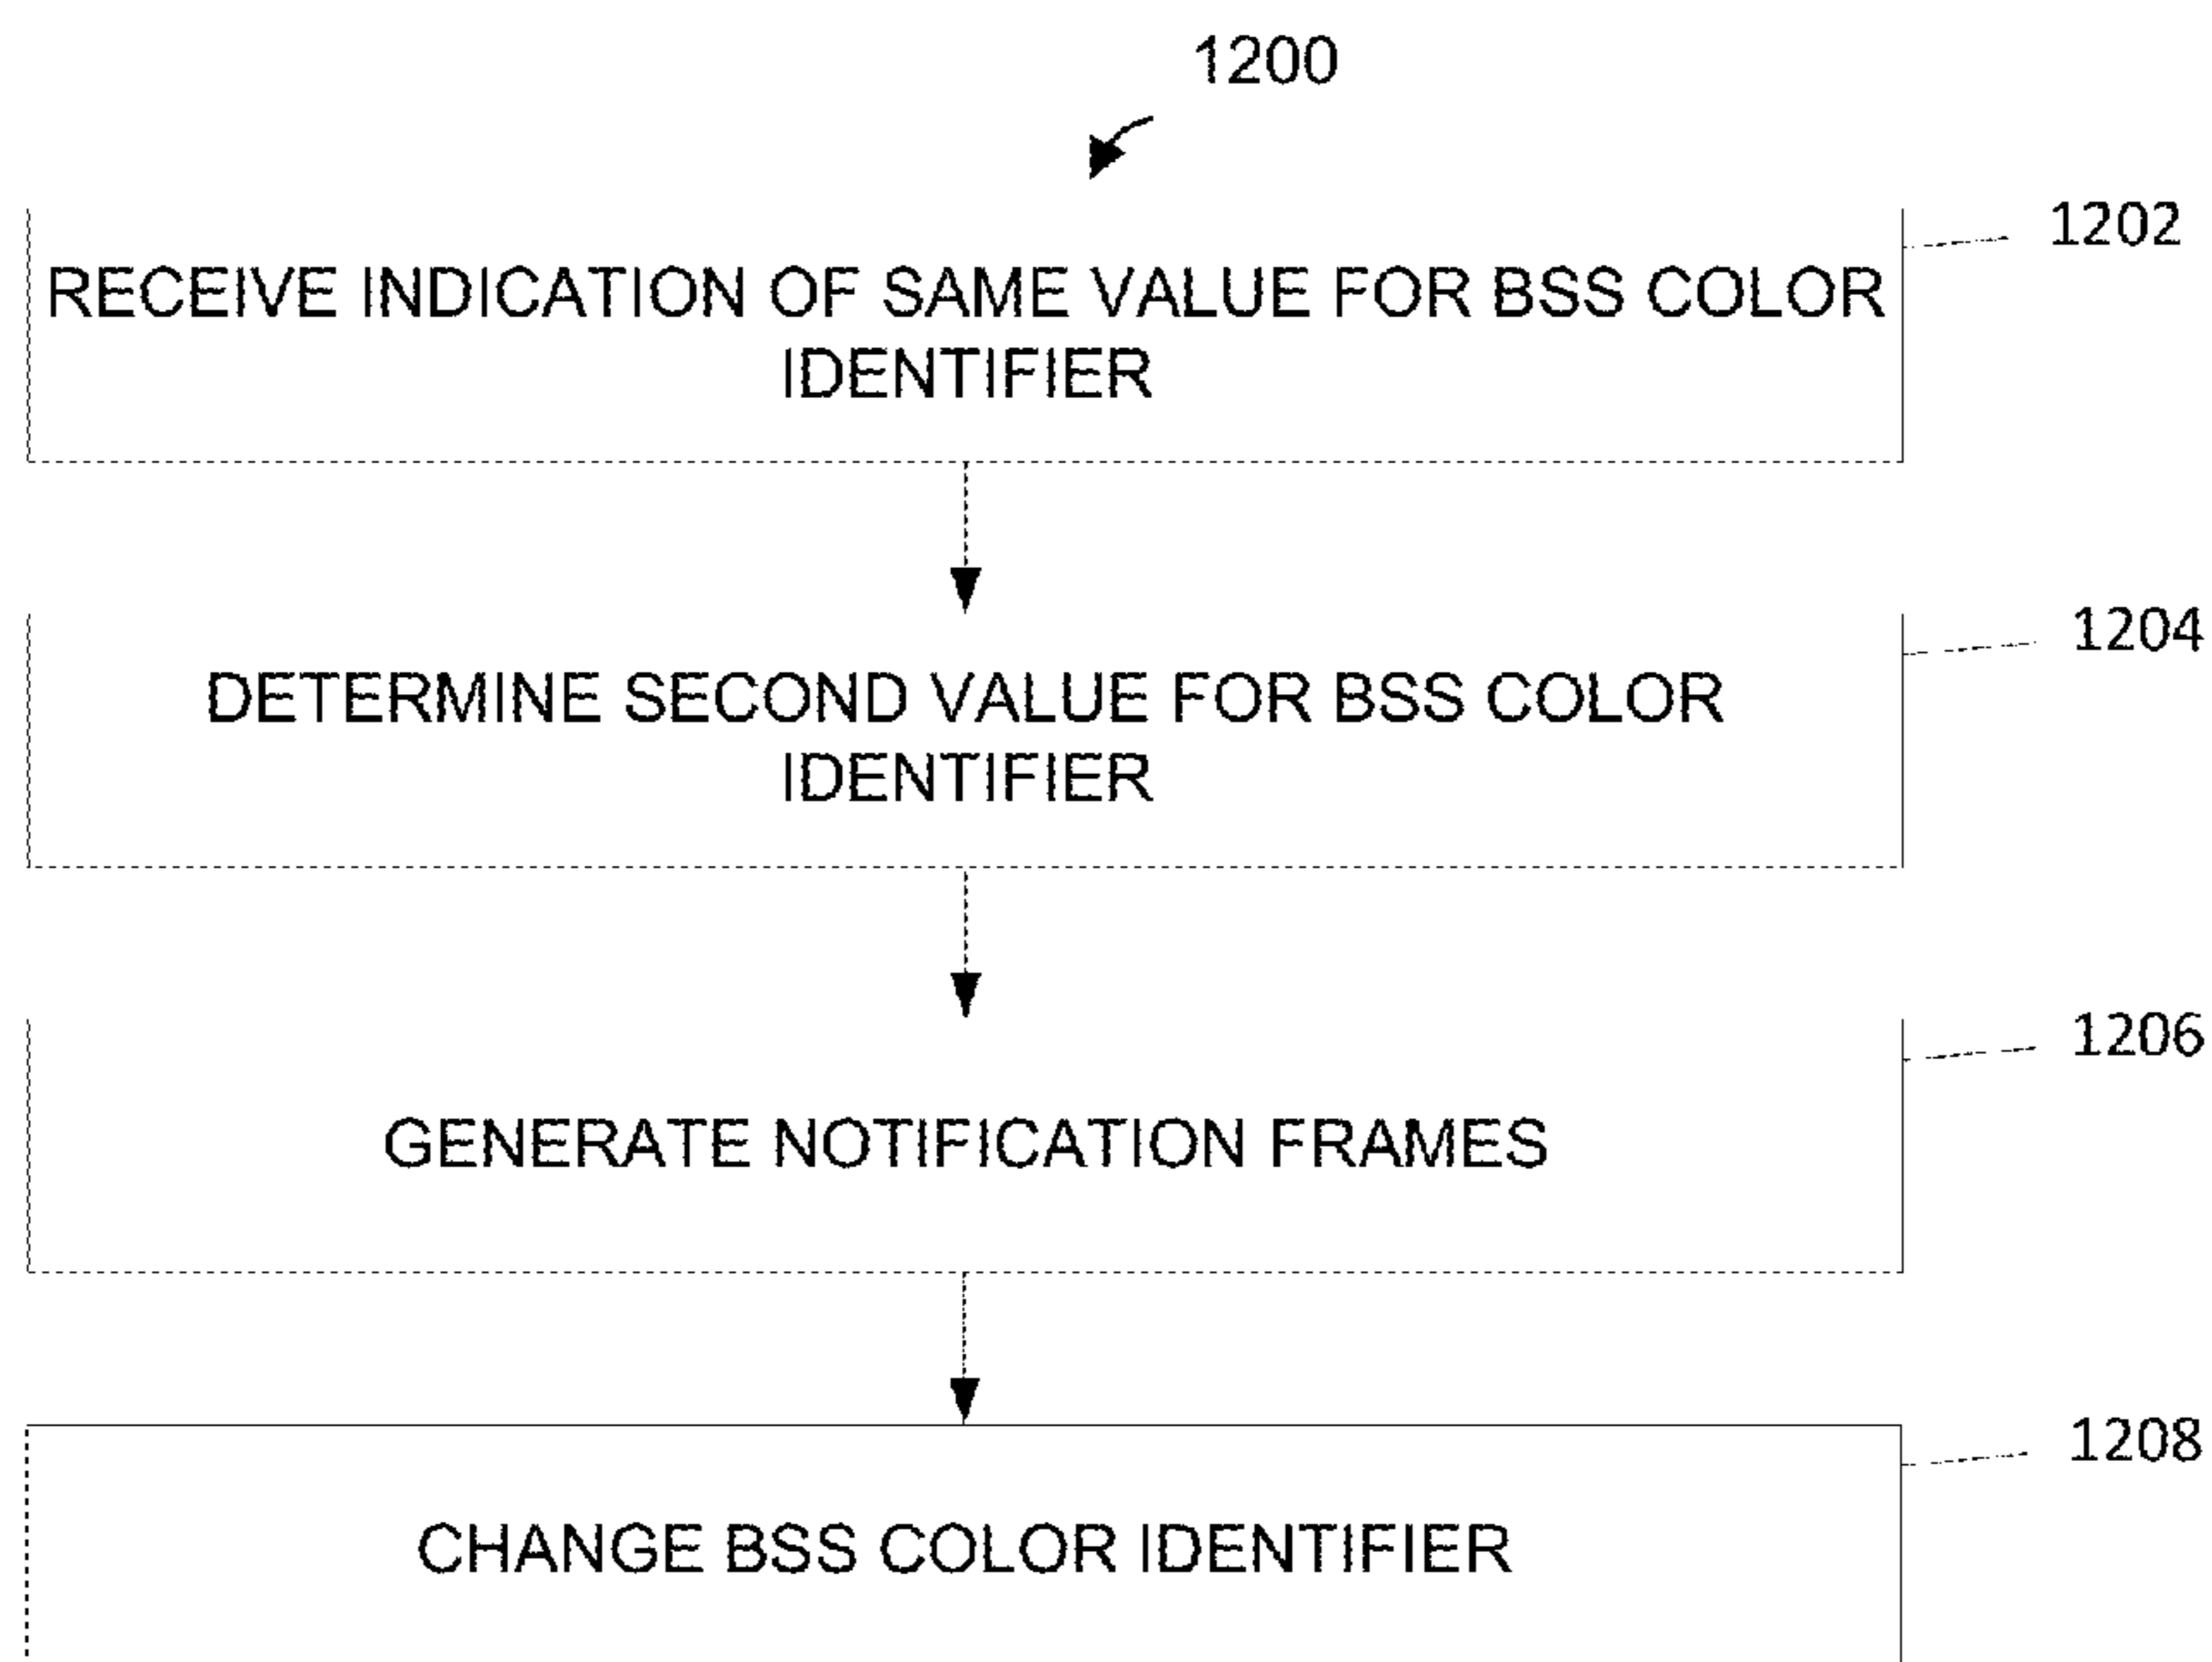 1200
1202
RECEIVE INDICATION OF SAME VALUE FOR BSS COLOR
IDENTIFIER
1204
DETERMINE SECOND VALUE FOR BSS COLOR
IDENTIFIER
1206
GENERATE NOTIFICATION FRAMES
1208
CHANGE BSS COLOR IDENTIFIER